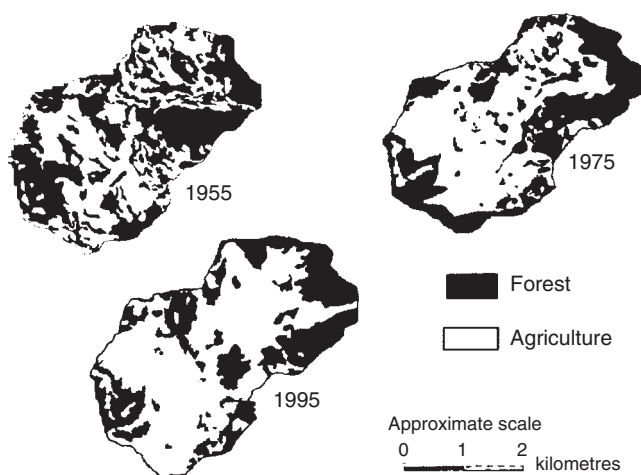 1955
1975
1995
Forest
Agriculture
Approximate scale
0 1 2
kilometres